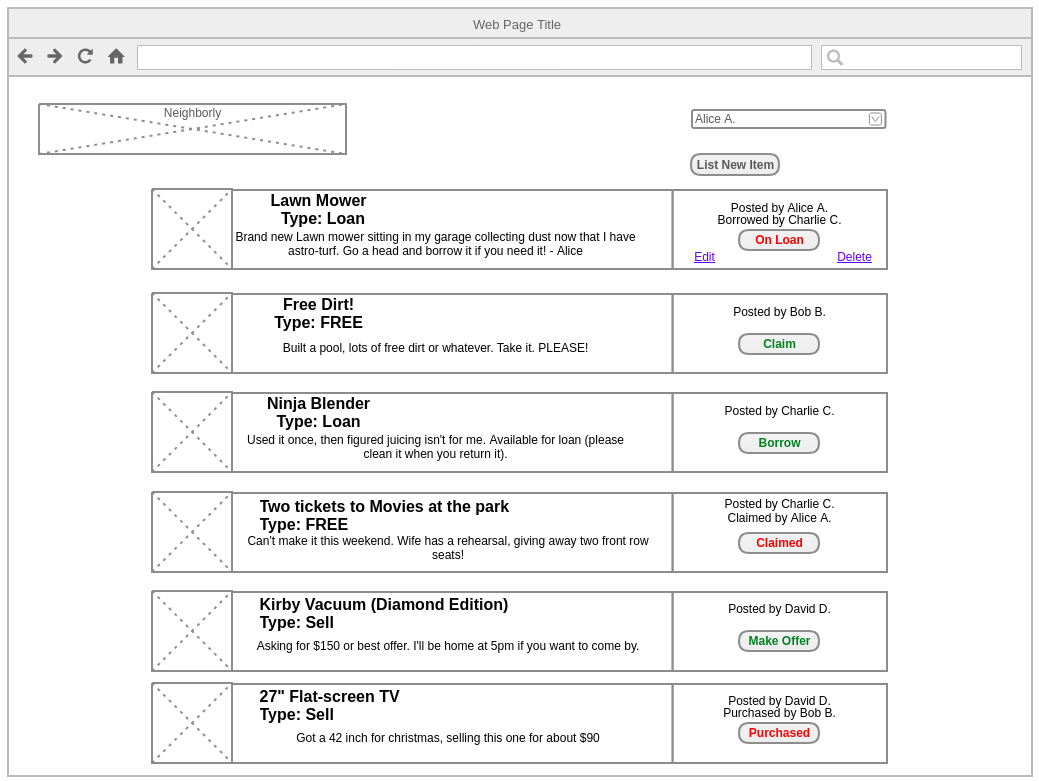 Web Page Title
Neighborly
Alice A.
List New Item
Lawn Mower
Type: Loan
Brand new Lawn mower sitting in my garage collecting dust now that I have
astro-turf. Go a head and borrow it if you need it! - Alice
Posted by Alice A.
Borrowed by Charlie C.
On Loan
Edit
Delete
Free Dirt!
Type: FREE
Built a pool, lots of free dirt or whatever. Take it. PLEASE!
Posted by Bob B.
Claim
Ninja Blender
Type: Loan
Used it once, then figured juicing isn't for me. Available for loan (please
clean it when you return it).
Posted by Charlie C.
Borrow
Two tickets to Movies at the park
Type: FREE
Can't make it this weekend. Wife has a rehearsal, giving away two front row
seats!
Posted by Charlie C.
Claimed by Alice A.
Claimed
Kirby Vacuum (Diamond Edition)
Type: Sell
Asking for $150 or best offer. I'll be home at 5pm if you want to come by.
Posted by David D.
Make Offer
27" Flat-screen TV
Type: Sell
Got a 42 inch for christmas, selling this one for about $90
Posted by David D.
Purchased by Bob B.
Purchased